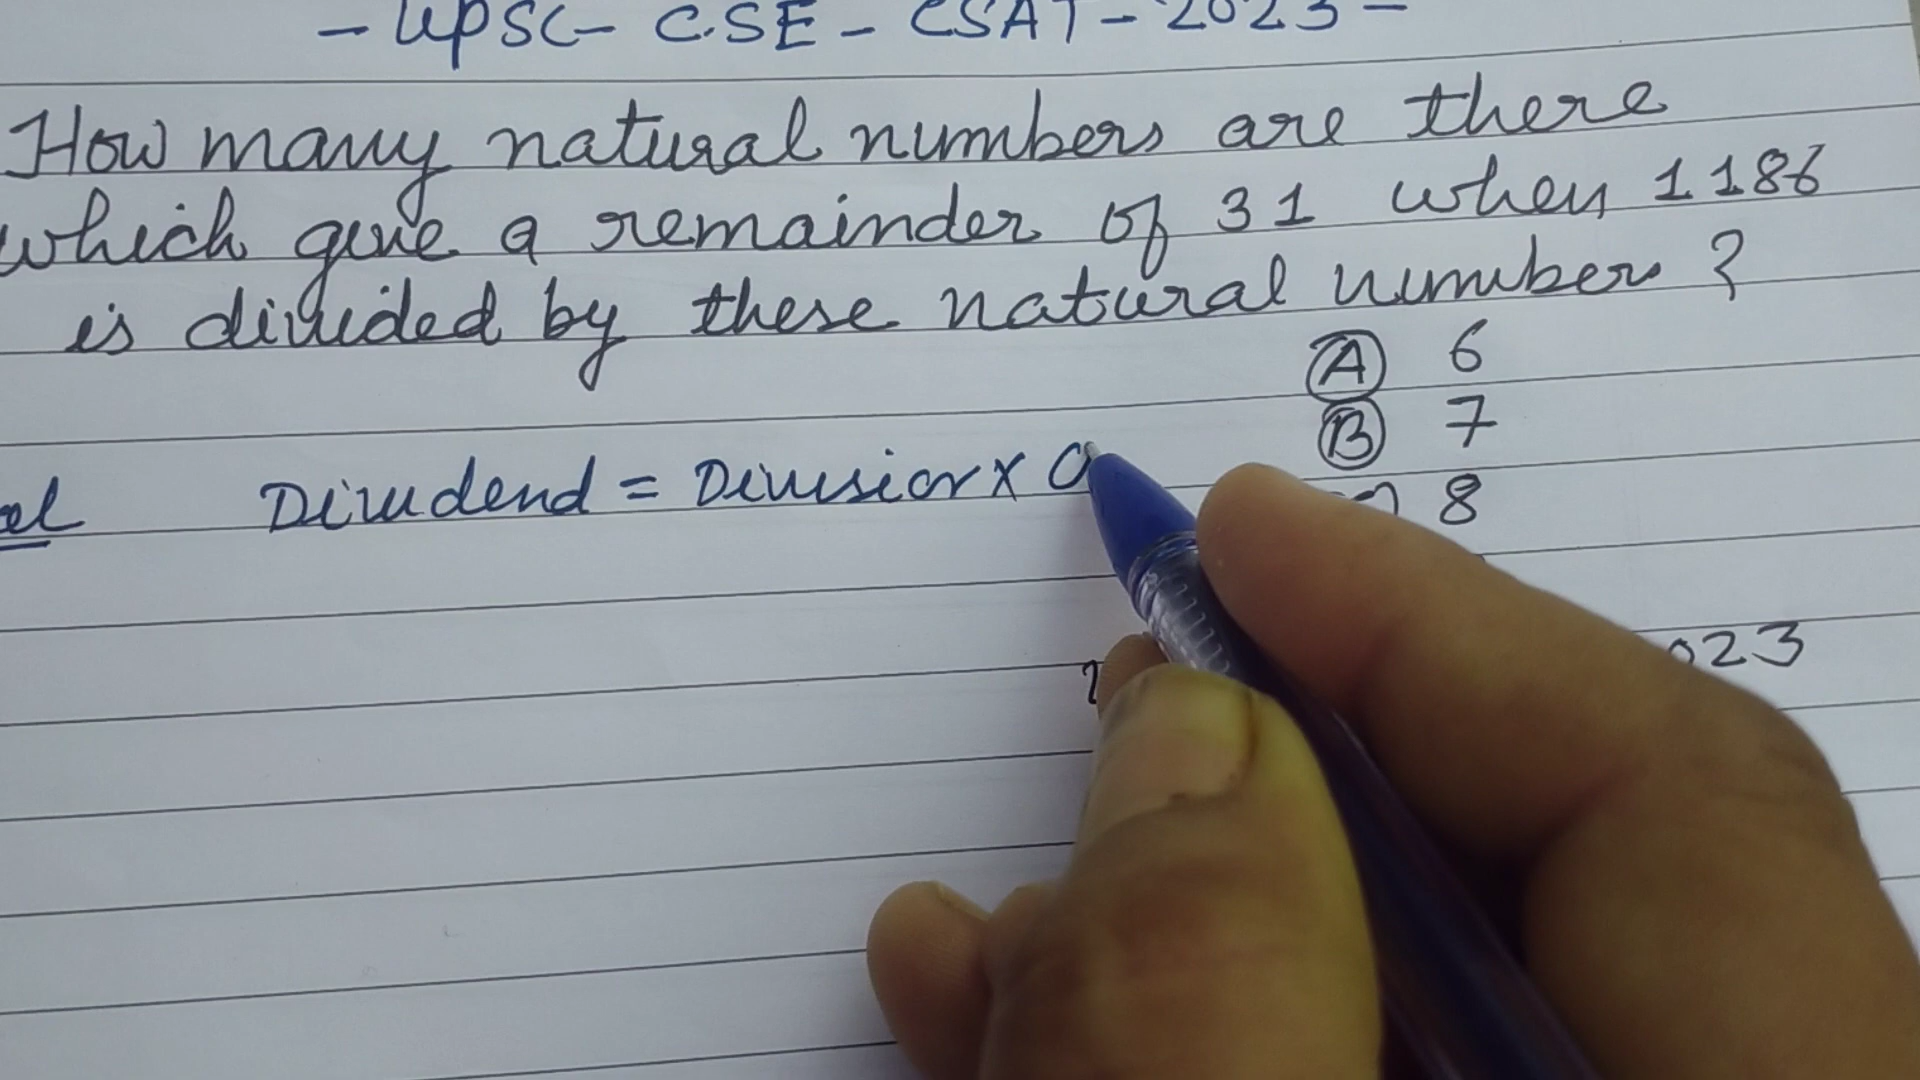 - UPSC - C.SE - CSAT - 2023 -
How many natural numbers are there
which give a remainder of 31 when 1186
is divided by these natural numbers ?
(A) 6
(B) 7
8
Dividend = Division x
023